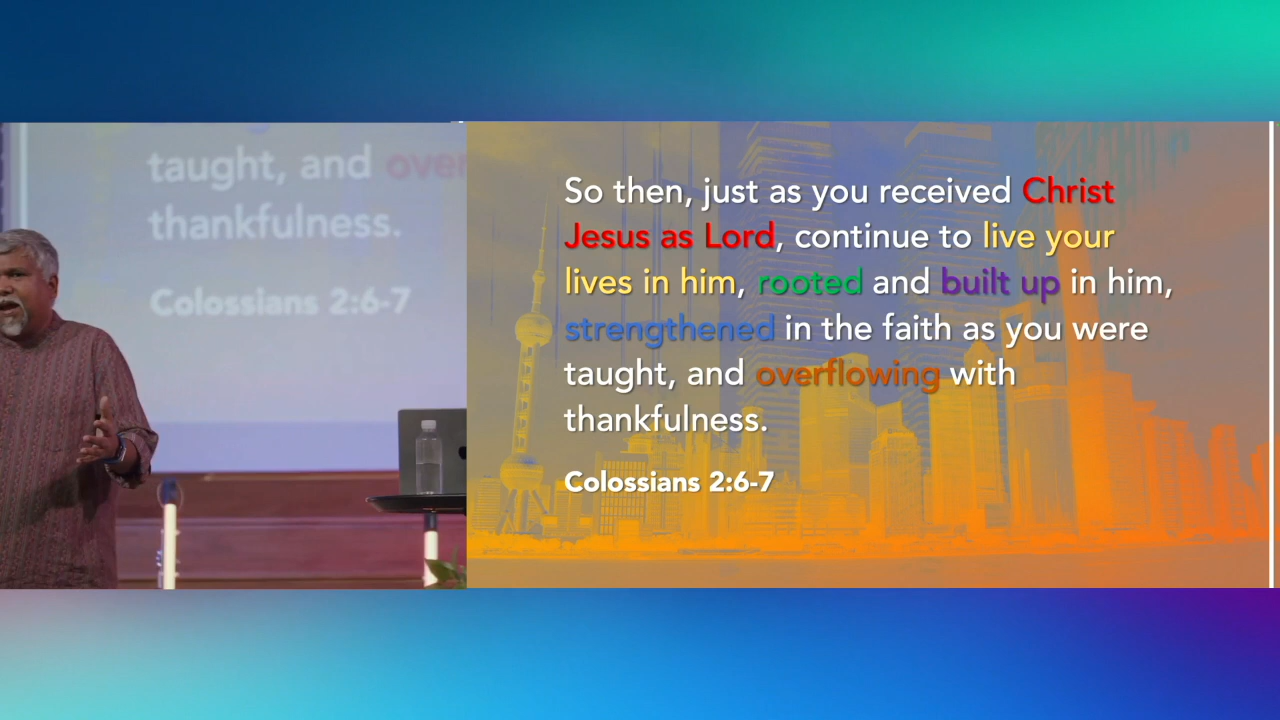 taught, and over
thankfulness.
Colossians 2:6-7
So then, just as you received Christ
Jesus as Lord, continue to live your
lives in him, rooted and built up in him,
strengthened in the faith as you were
taught, and overflowing with
thankfulness.
Colossians 2:6-7